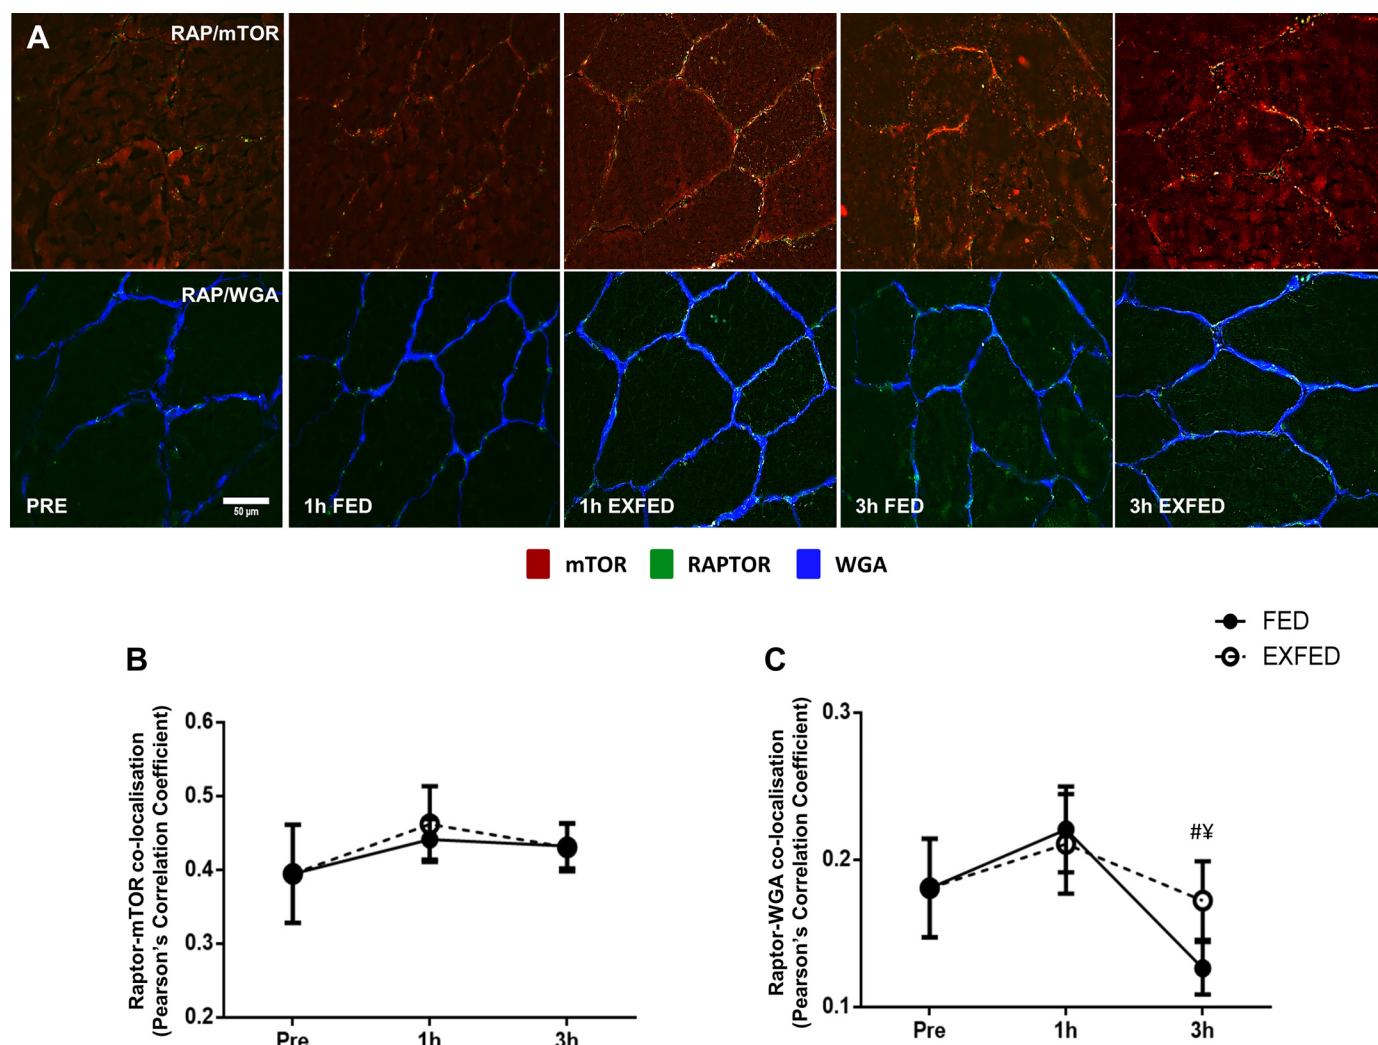 A
RAP/mTOR
RAP/WGA
PRE
50 µm
1h FED
1h EXFED
3h FED
3h EXFED
mTOR
RAPTOR
WGA
FED
EXFED
B
Raptor-mTOR co-localisation
(Pearson's Correlation Coefficient)
0.6
0.5
0.4
0.3
0.2
Pre
1h
3h
C
Raptor-WGA co-localisation
(Pearson's Correlation Coefficient)
0.3
0.2
0.1
#¥
Pre
1h
3h